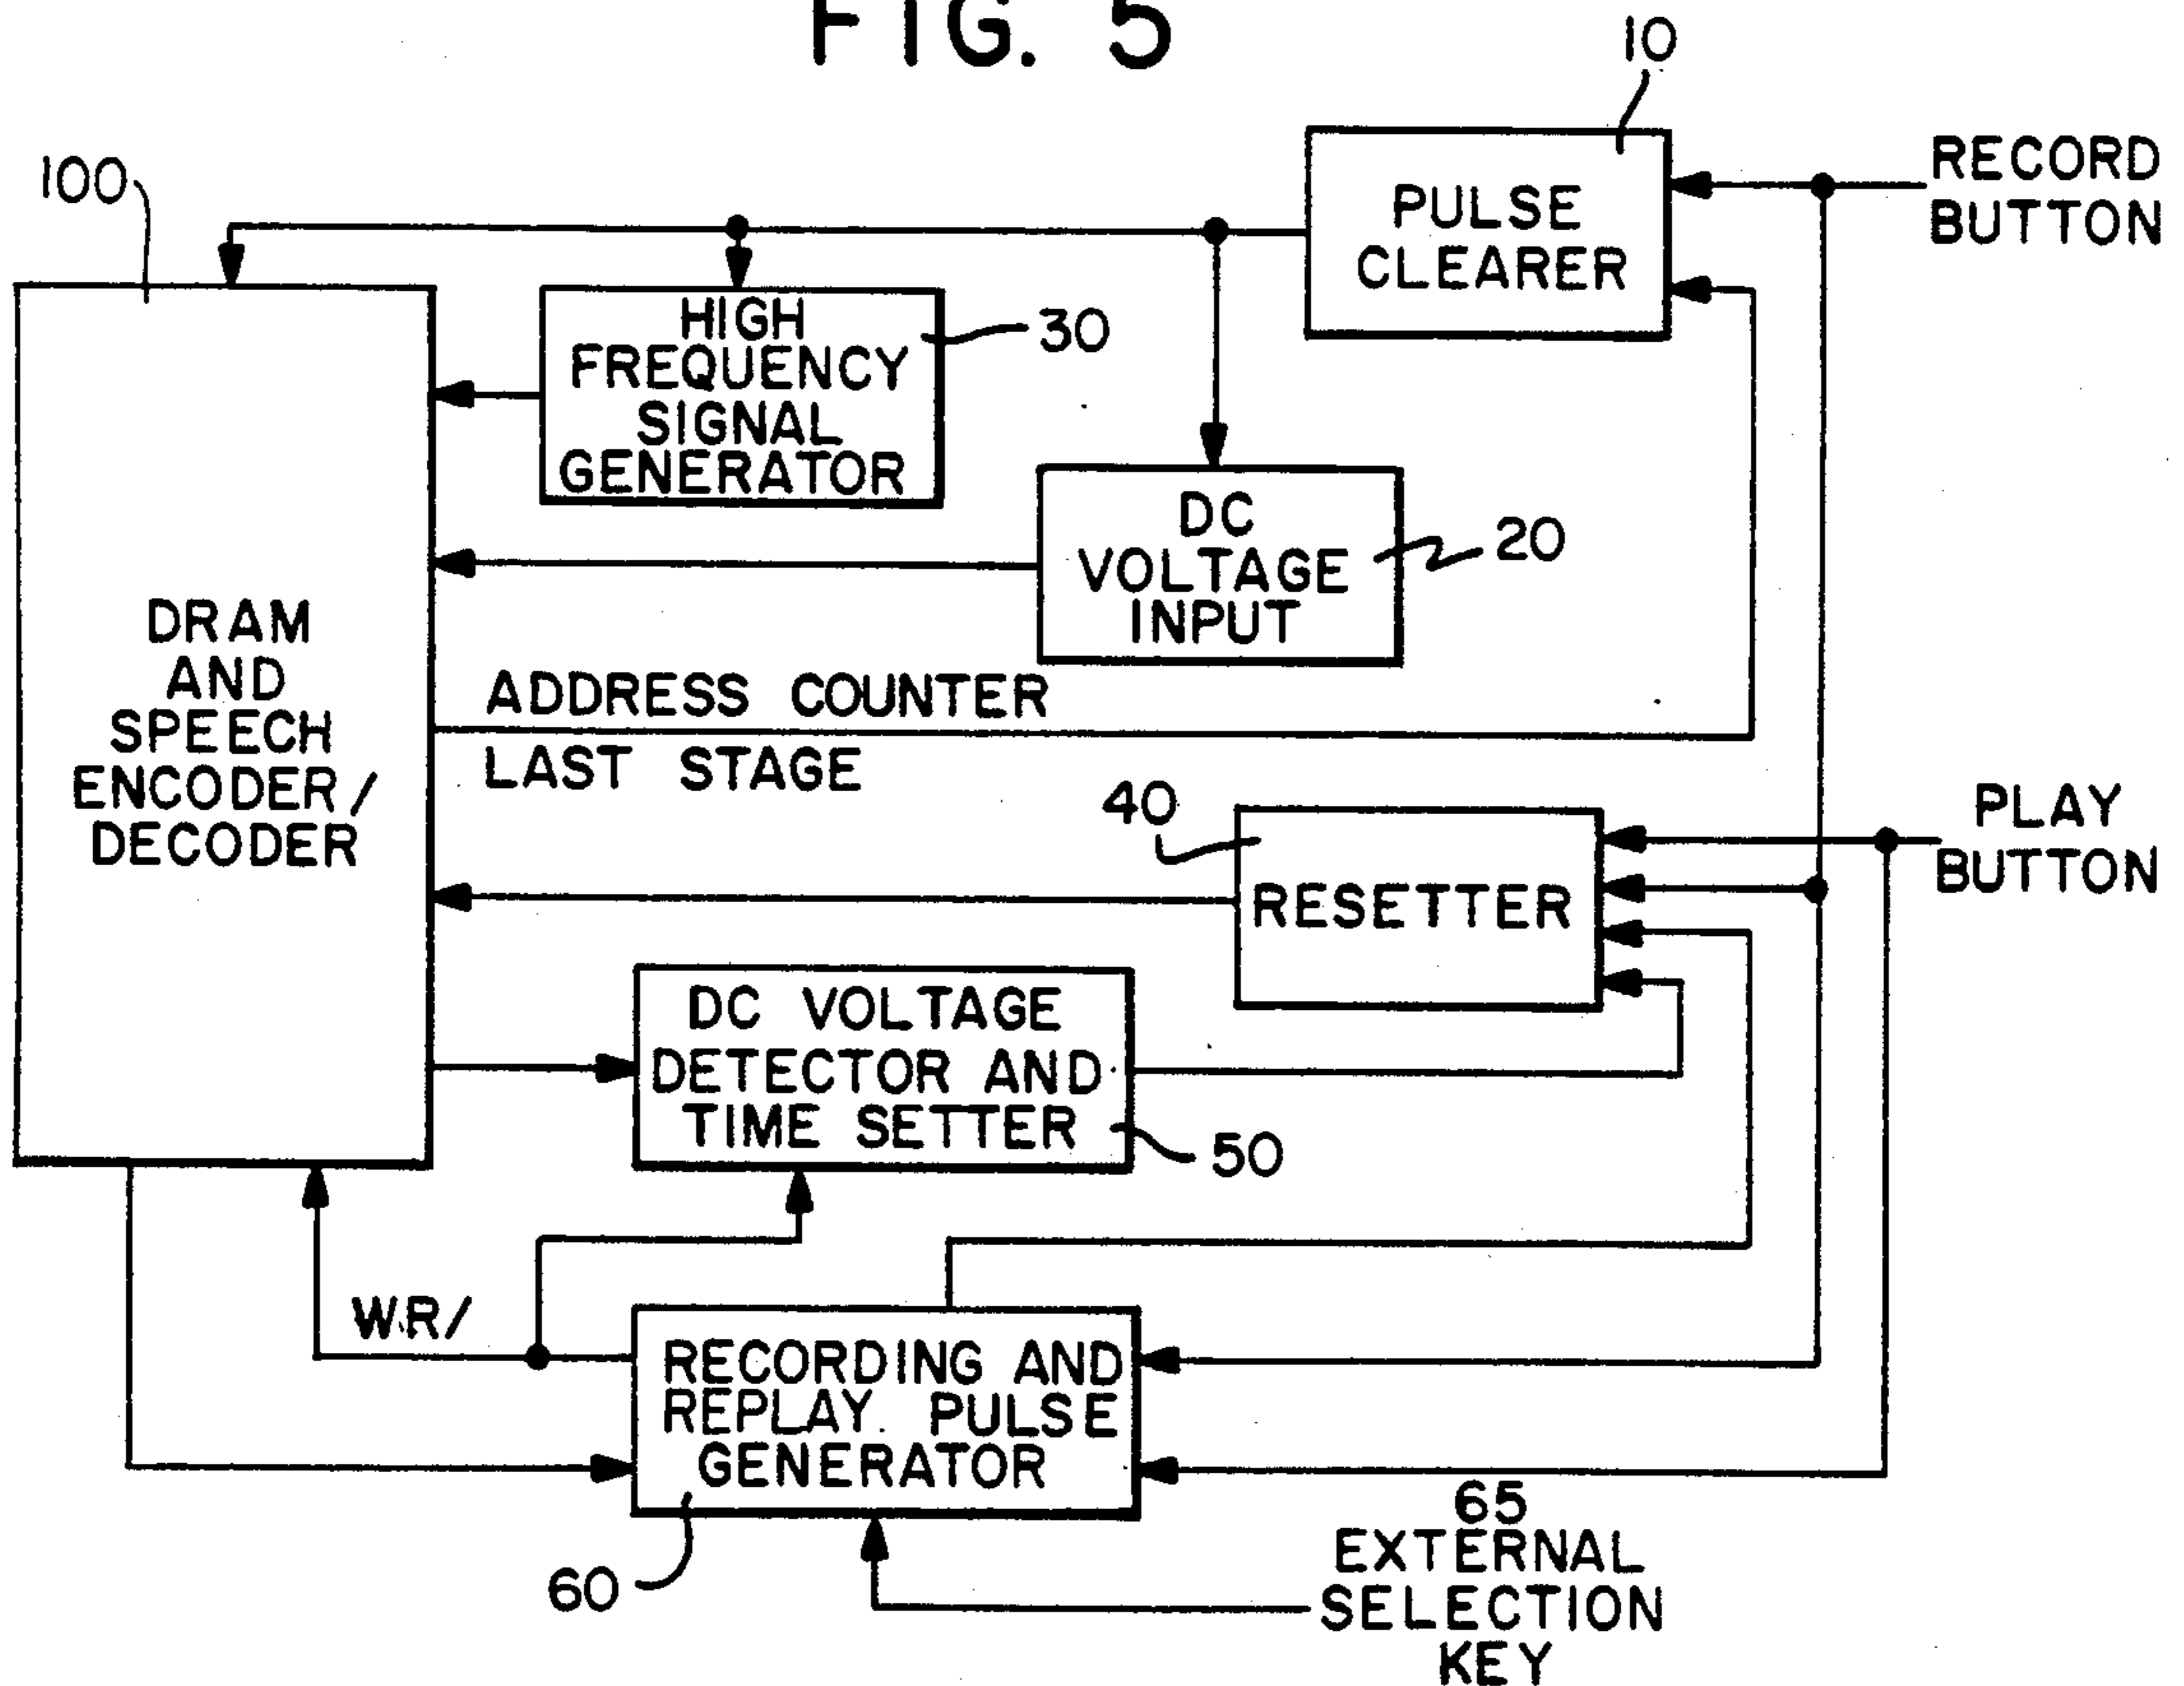 FIG. 5
10
100
RECORD
BUTTON
PULSE
CLEARER
HIGH
FREQUENCY
SIGNAL
GENERATOR
30
DC
VOLTAGE
INPUT
20
DRAM
AND
SPEECH
ENCODER/
DECODER
ADDRESS COUNTER
LAST STAGE
40
PLAY
BUTTON
RESETTER
DC VOLTAGE
DETECTOR AND
TIME SETTER
50
WR/
RECORDING AND
REPLAY PULSE
GENERATOR
60
65
EXTERNAL
SELECTION
KEY